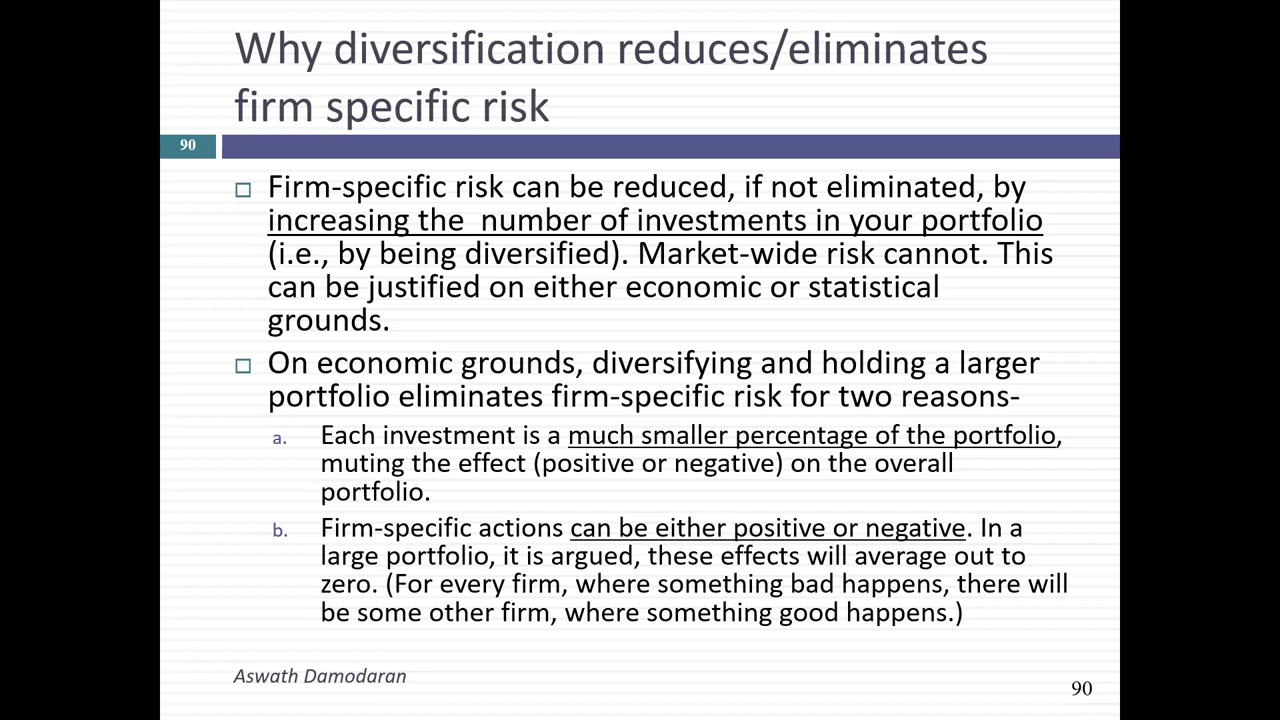 Why diversification reduces/eliminates
firm specific risk
90
Firm-specific risk can be reduced, if not eliminated, by
increasing the  number of investments in your portfolio
(i.e., by being diversified). Market-wide risk cannot. This
can be justified on either economic or statistical
grounds.
On economic grounds, diversifying and holding a larger
portfolio eliminates firm-specific risk for two reasons-
a. Each investment is a much smaller percentage of the portfolio,
muting the effect (positive or negative) on the overall
portfolio.
b. Firm-specific actions can be either positive or negative. In a
large portfolio, it is argued, these effects will average out to
zero. (For every firm, where something bad happens, there will
be some other firm, where something good happens.)
Aswath Damodaran
90